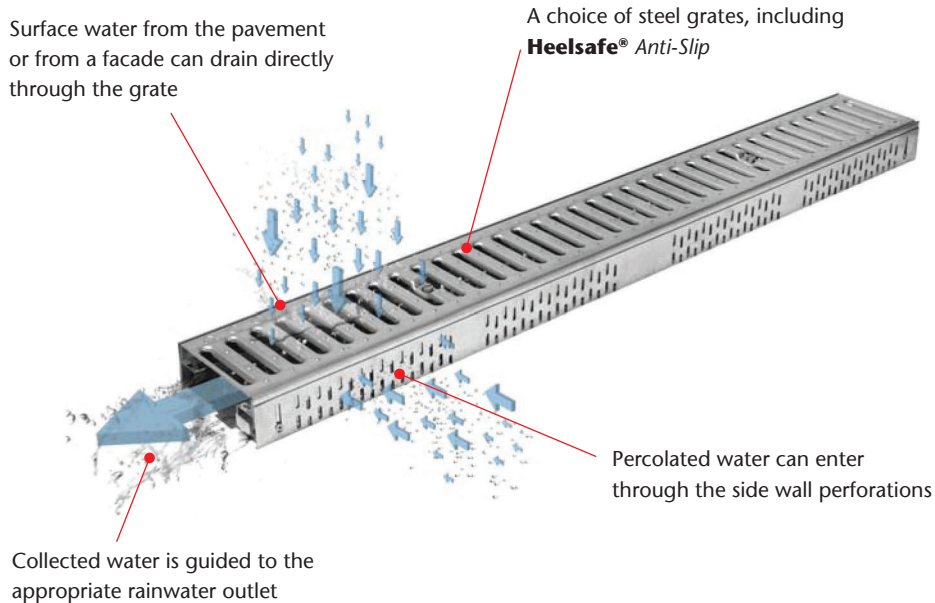 Surface water from the pavement
or from a facade can drain directly
through the grate
A choice of steel grates, including
Heelsafe® Anti-Slip
Percolated water can enter
through the side wall perforations
Collected water is guided to the
appropriate rainwater outlet